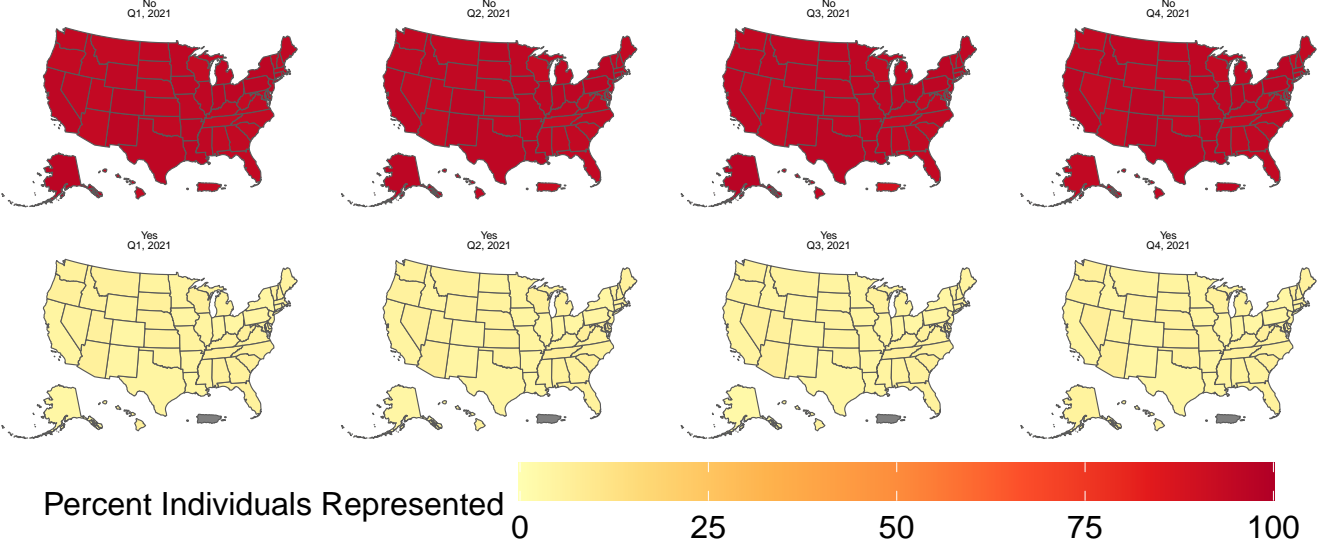 No
Q1, 2021
No
Q2, 2021
No
Q3, 2021
No
Q4, 2021
Yes
Q1, 2021
Yes
Q2, 2021
Yes
Q3, 2021
Yes
Q4, 2021
Percent Individuals Represented
0 25 50 75 100